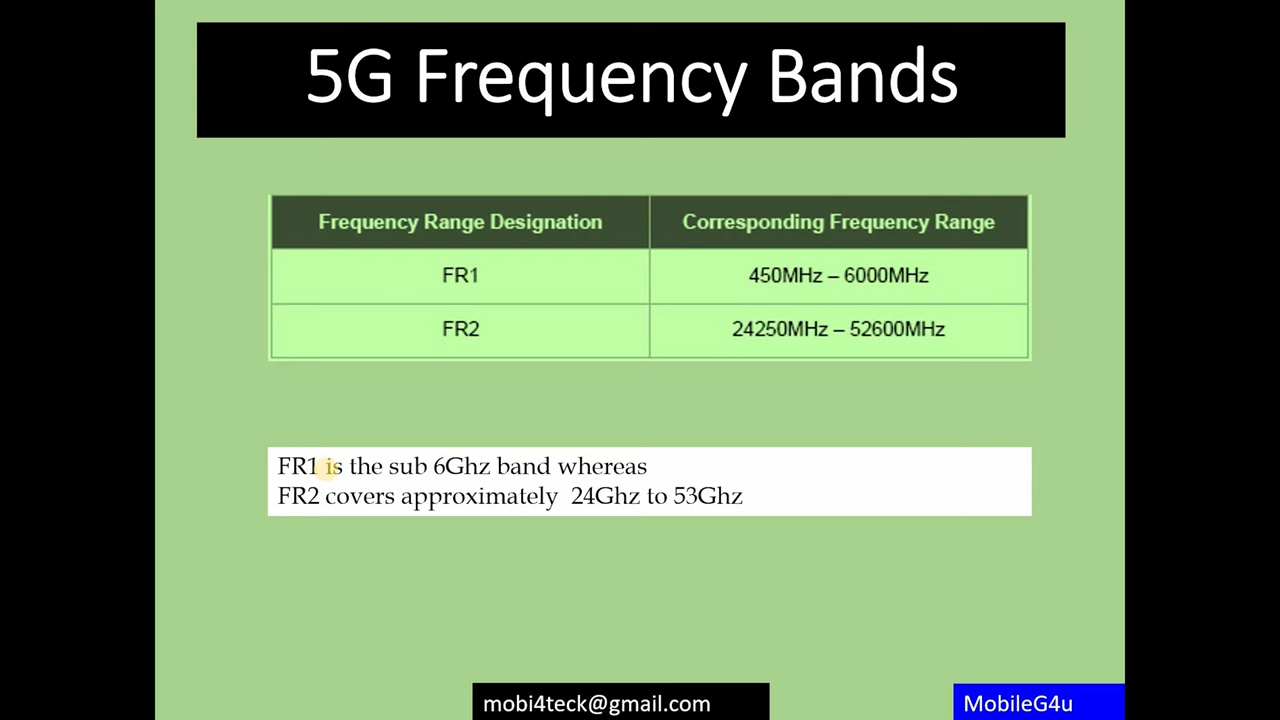 5G Frequency Bands
Frequency Range Designation Corresponding Frequency Range
FR1 450MHz – 6000MHz
FR2 24250MHz – 52600MHz
FR1 is the sub 6Ghz band whereas
FR2 covers approximately 24Ghz to 53Ghz
mobi4teck@gmail.com
MobileG4u